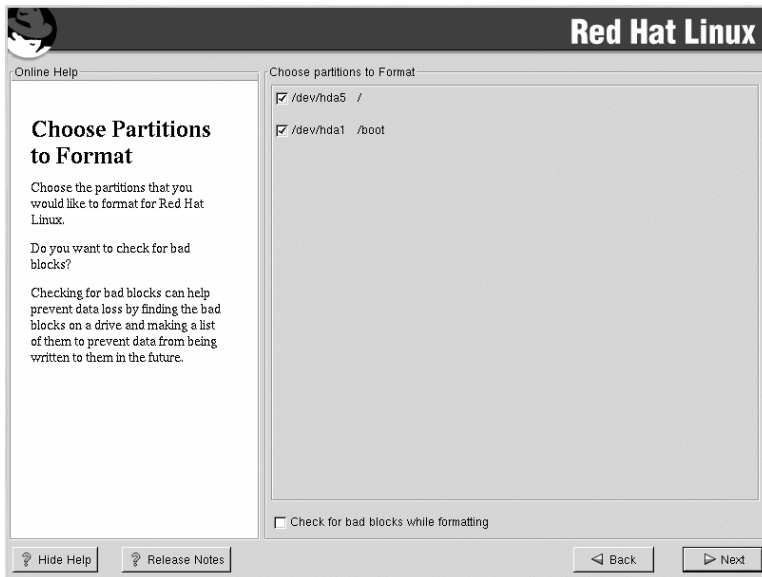 Red Hat Linux
Online Help
Choose Partitions
to Format
Choose the partitions that you
would like to format for Red Hat
Linux.
Do you want to check for bad
blocks?
Checking for bad blocks can help
prevent data loss by finding the bad
blocks on a drive and making a list
of them to prevent data from being
written to them in the future.
Choose partitions to Format
/dev/hda5 /
/dev/hda1 /boot
Check for bad blocks while formatting
? Hide Help
? Release Notes
Back
Next